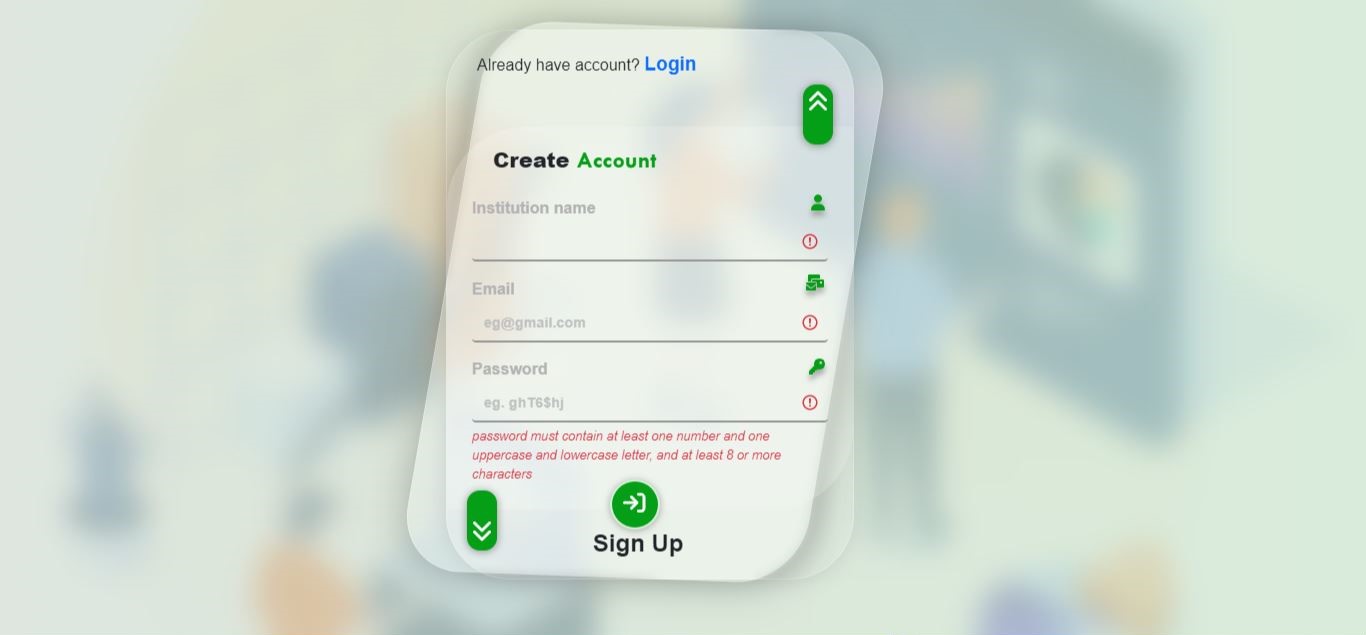 Already have account? Login
Create Account
Institution name
Email
eg@gmail.com
Password
eg. ghT6$hj
password must contain at least one number and one
uppercase and lowercase letter, and at least 8 or more
characters
Sign Up